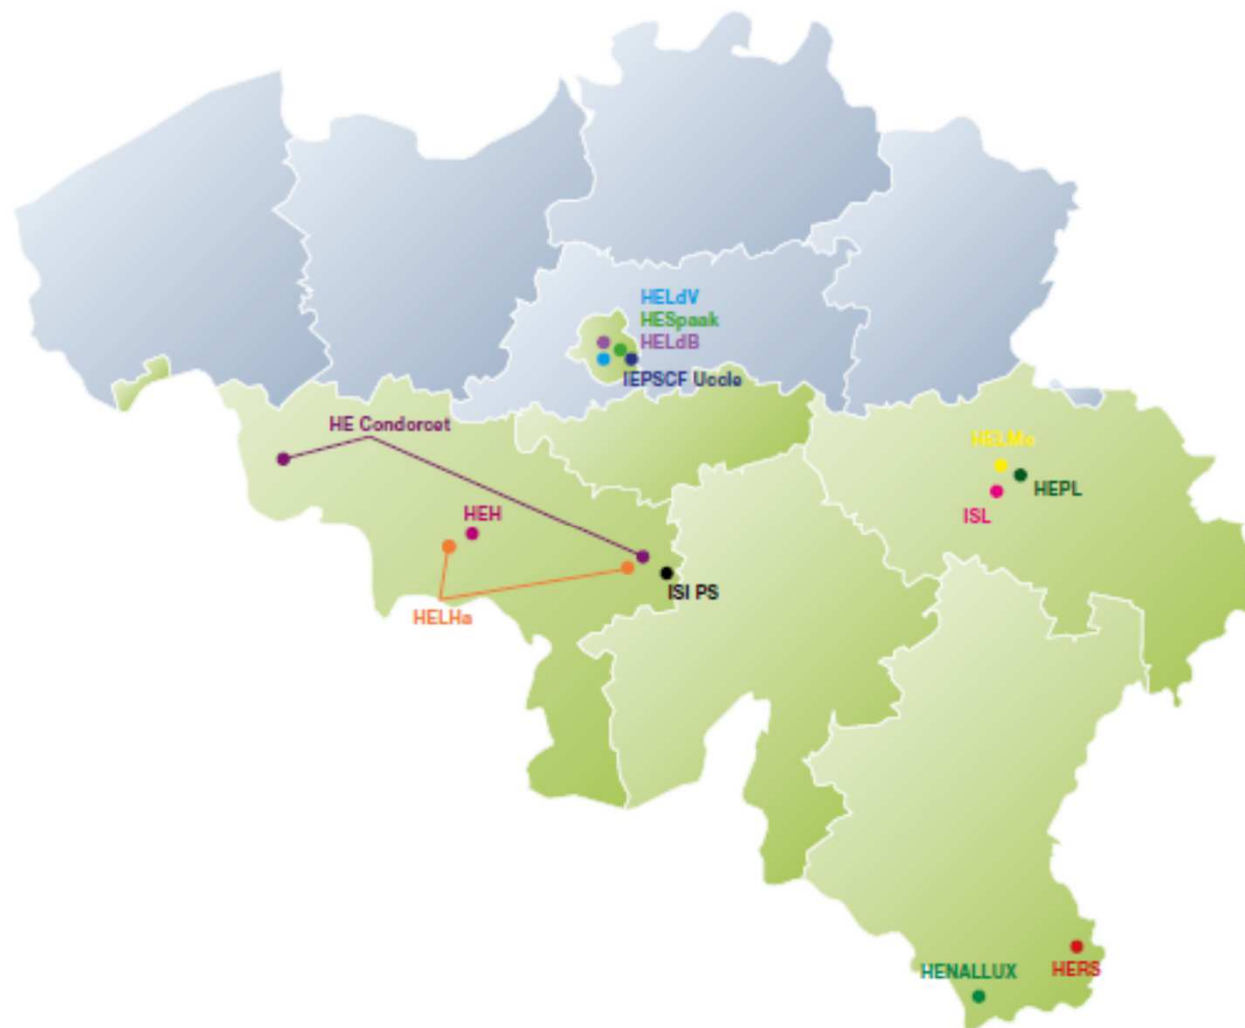 HELdV
HESpaak
HELdB
IEPSCF Uccle
HE Condorcet
HELMo
HEPL
ISL
HEH
ISI PS
HELHa
HENALLUX
HERS